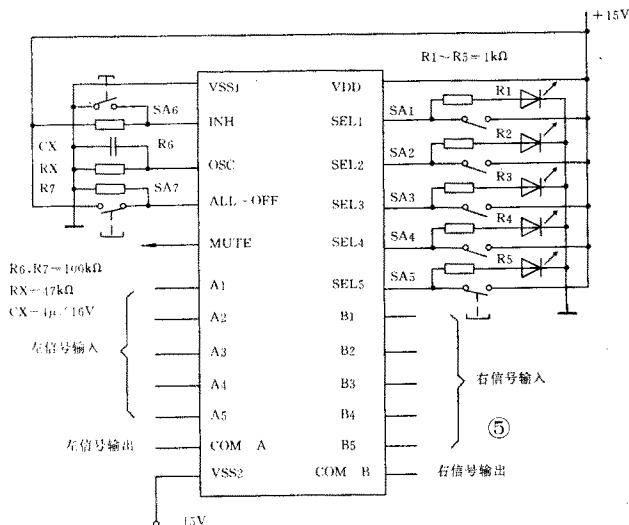 +15V
R1~R5=1kΩ
VSS1
VDD
R1
SA6
INH
SEL1
SA1
R2
CX
R6
OSC
SEL2
SA2
R3
RX
R7
SA7
ALL-OFF
SEL3
SA3
R4
MUTE
SEL4
SA4
R5
R6,R7=100kΩ
RX=47kΩ
CX=4μ/16V
A1
SEL5
SA5
A2
B1
左信号输入
A3
B2
右信号输入
A4
B3
A5
B4
⑤
左信号输出
COM A
B5
VSS2
COM B
右信号输出
15V